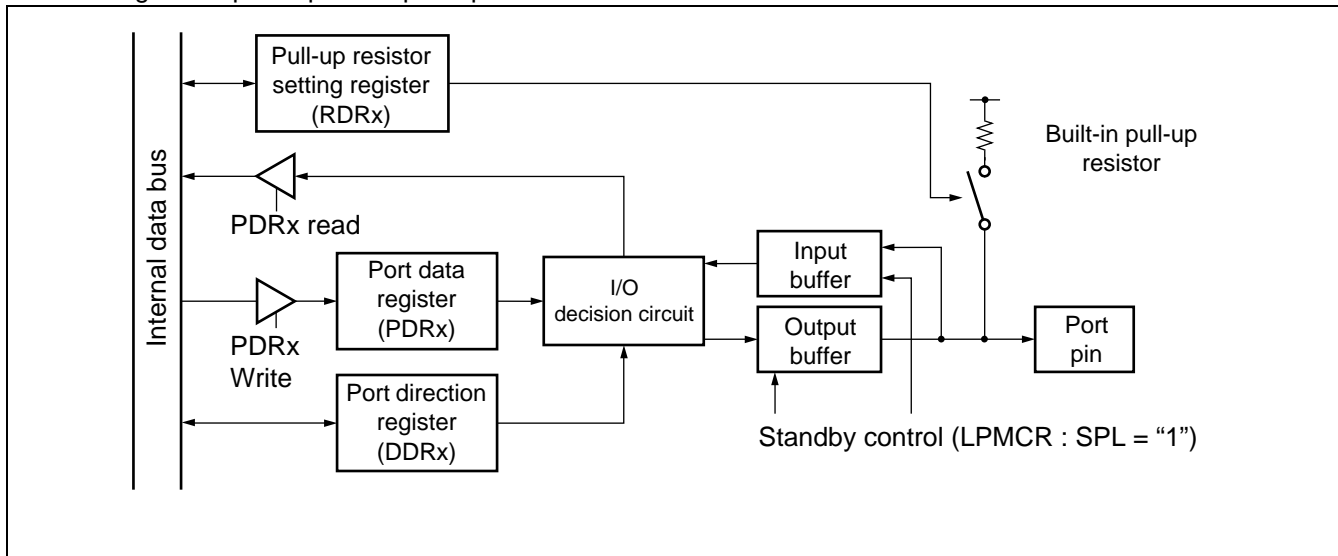 Pull-up resistor
setting register
(RDRx)
Built-in pull-up
resistor
Internal data bus
PDRx read
Port data
register
(PDRx)
I/O
decision circuit
Input
buffer
Output
buffer
Port
pin
PDRx
Write
Port direction
register
(DDRx)
Standby control (LPMCR : SPL = “1”)